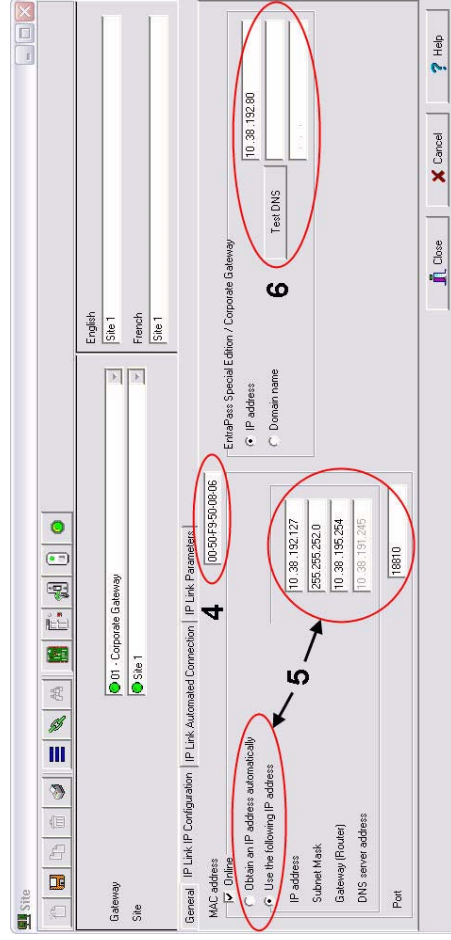 Site
Gateway
01 - Corporate Gateway
Site
Site 1
English
Site 1
French
Site 1
General
IP Link IP Configuration
IP Link Automated Connection
IP Link Parameters
MAC address
00-50-F9-50-08-06
4
Online
Obtain an IP address automatically
Use the following IP address
5
IP address
10 .38 .192.127
Subnet Mask
255.255.252.0
Gateway (Router)
10 .38 .195.254
DNS server address
10 .38 .191.245
Port
18810
EntraPass Special Edition / Corporate Gateway
IP address
10 .38 .192.80
Domain name
Test DNS
6
Close
Cancel
Help